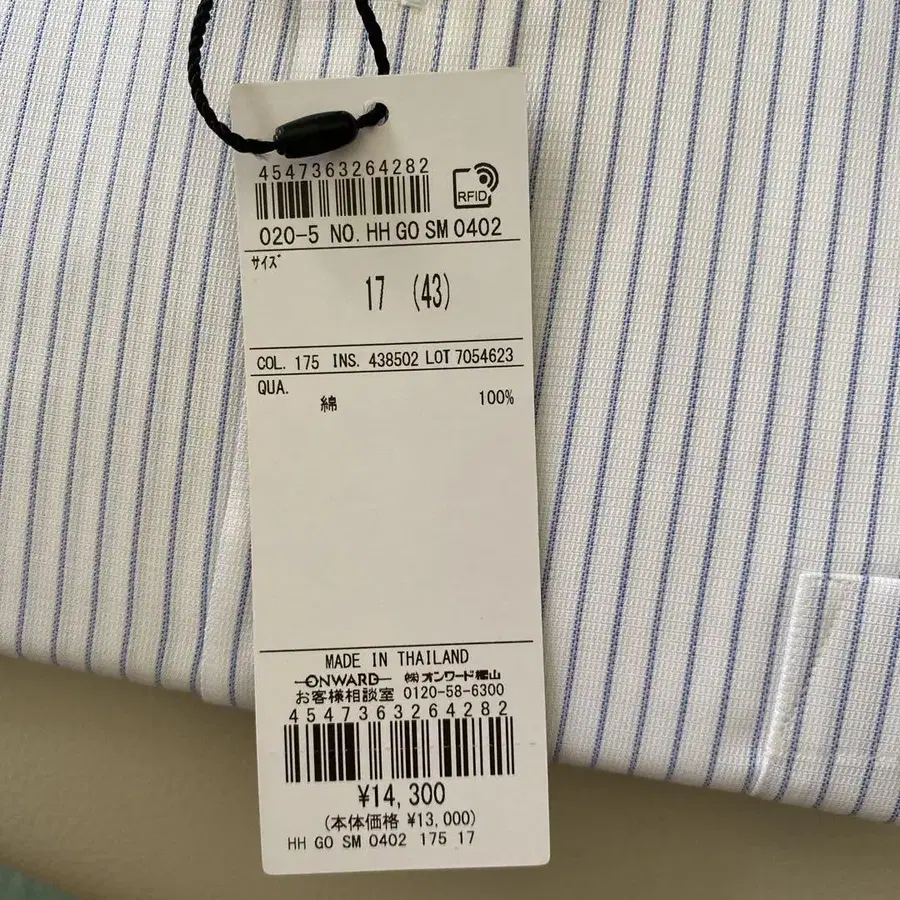 4547363264282
RFID
020-5 NO. HH GO SM 0402
サイズ
17 (43)
COL. 175 INS. 438502 LOT 7054623
QUA.
綿 100%
MADE IN THAILAND
ONWARD ㈱オンワード樫山
お客様相談室 0120-58-6300
4547363264282
¥14,300
(本体価格 ¥13,000)
HH GO SM 0402 175 17